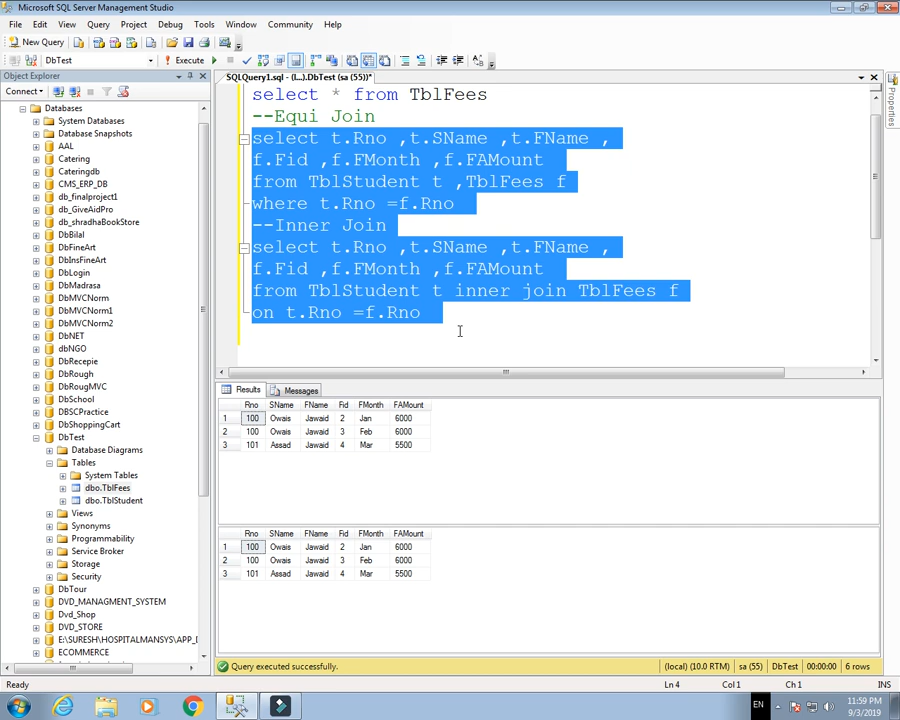 Microsoft SQL Server Management Studio
File Edit View Query Project Debug Tools Window Community Help
New Query
DbTest
Execute
Object Explorer
SQLQuery1.sql - (l...).DbTest (sa (55))*
Connect
Databases
System Databases
Database Snapshots
AAL
Catering
Cateringdb
CMS_ERP_DB
db_finalproject1
db_GiveAidPro
db_shradhaBookStore
DbBilal
DbFineArt
DbInsFineArt
DbLogin
DbMadrasa
DbMVCNorm
DbMVCNorm1
DbMVCNorm2
DbNET
dbNGO
DbRecepie
DbRough
DbRougMVC
DbSchool
DBSCPractice
DbShoppingCart
DbTest
Database Diagrams
Tables
System Tables
dbo.TblFees
dbo.TblStudent
Views
Synonyms
Programmability
Service Broker
Storage
Security
DbTour
DVD_MANAGMENT_SYSTEM
Dvd_Shop
DVD_STORE
E:\SURESH\HOSPITALMANSYS\APP_D
ECOMMERCE
select * from TblFees
--Equi Join
select t.Rno ,t.SName ,t.FName ,
f.Fid ,f.FMonth ,f.FAMount
from TblStudent t ,TblFees f
where t.Rno =f.Rno
--Inner Join
select t.Rno ,t.SName ,t.FName ,
f.Fid ,f.FMonth ,f.FAMount
from TblStudent t inner join TblFees f
on t.Rno =f.Rno
Properties
Results Messages
Rno SName FName Fid FMonth FAMount
1 100 Owais Jawaid 2 Jan 6000
2 100 Owais Jawaid 3 Feb 6000
3 101 Assad Jawaid 4 Mar 5500
Rno SName FName Fid FMonth FAMount
1 100 Owais Jawaid 2 Jan 6000
2 100 Owais Jawaid 3 Feb 6000
3 101 Assad Jawaid 4 Mar 5500
Query executed successfully. (local) (10.0 RTM) sa (55) DbTest 00:00:00 6 rows
Ready Ln 4 Col 1 Ch 1 INS
EN
11:59 PM
9/3/2019